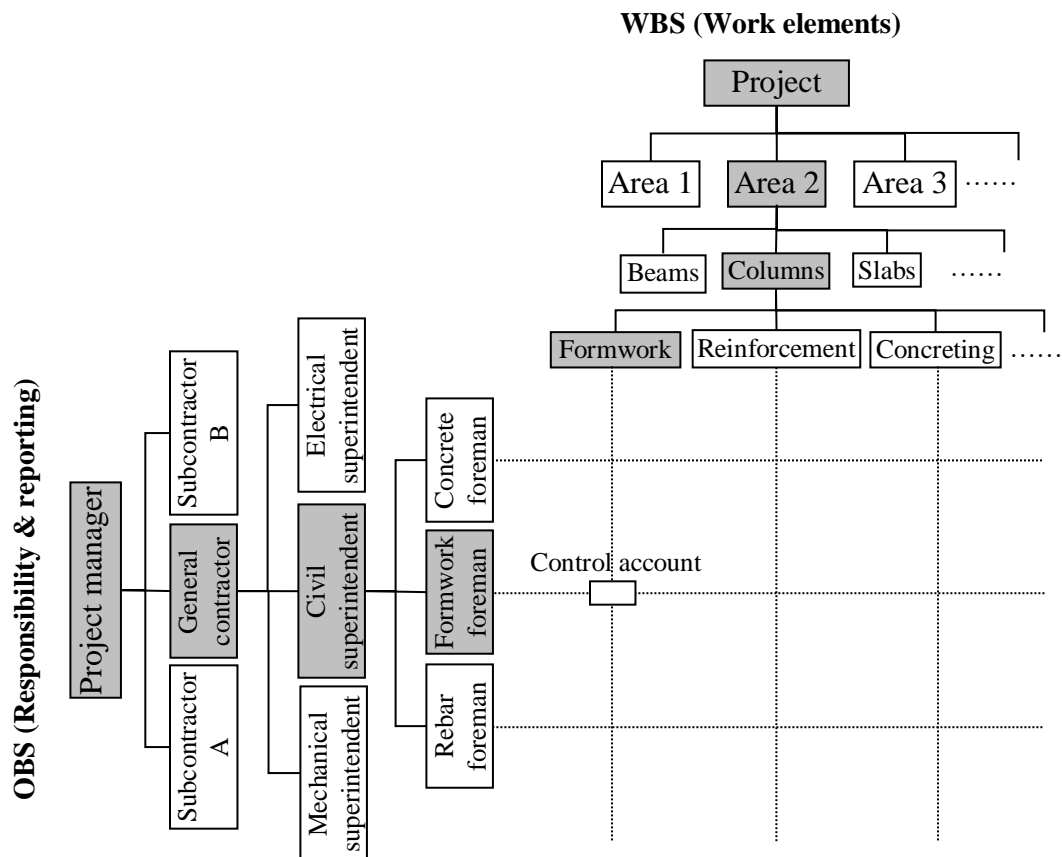 WBS (Work elements)
Project
Area 1
Area 2
Area 3
......
Beams
Columns
Slabs
......
Formwork
Reinforcement
Concreting
......
OBS (Responsibility & reporting)
Project manager
Subcontractor
B
General
contractor
Subcontractor
A
Electrical
superintendent
Civil
superintendent
Mechanical
superintendent
Concrete
foreman
Formwork
foreman
Rebar
foreman
Control account